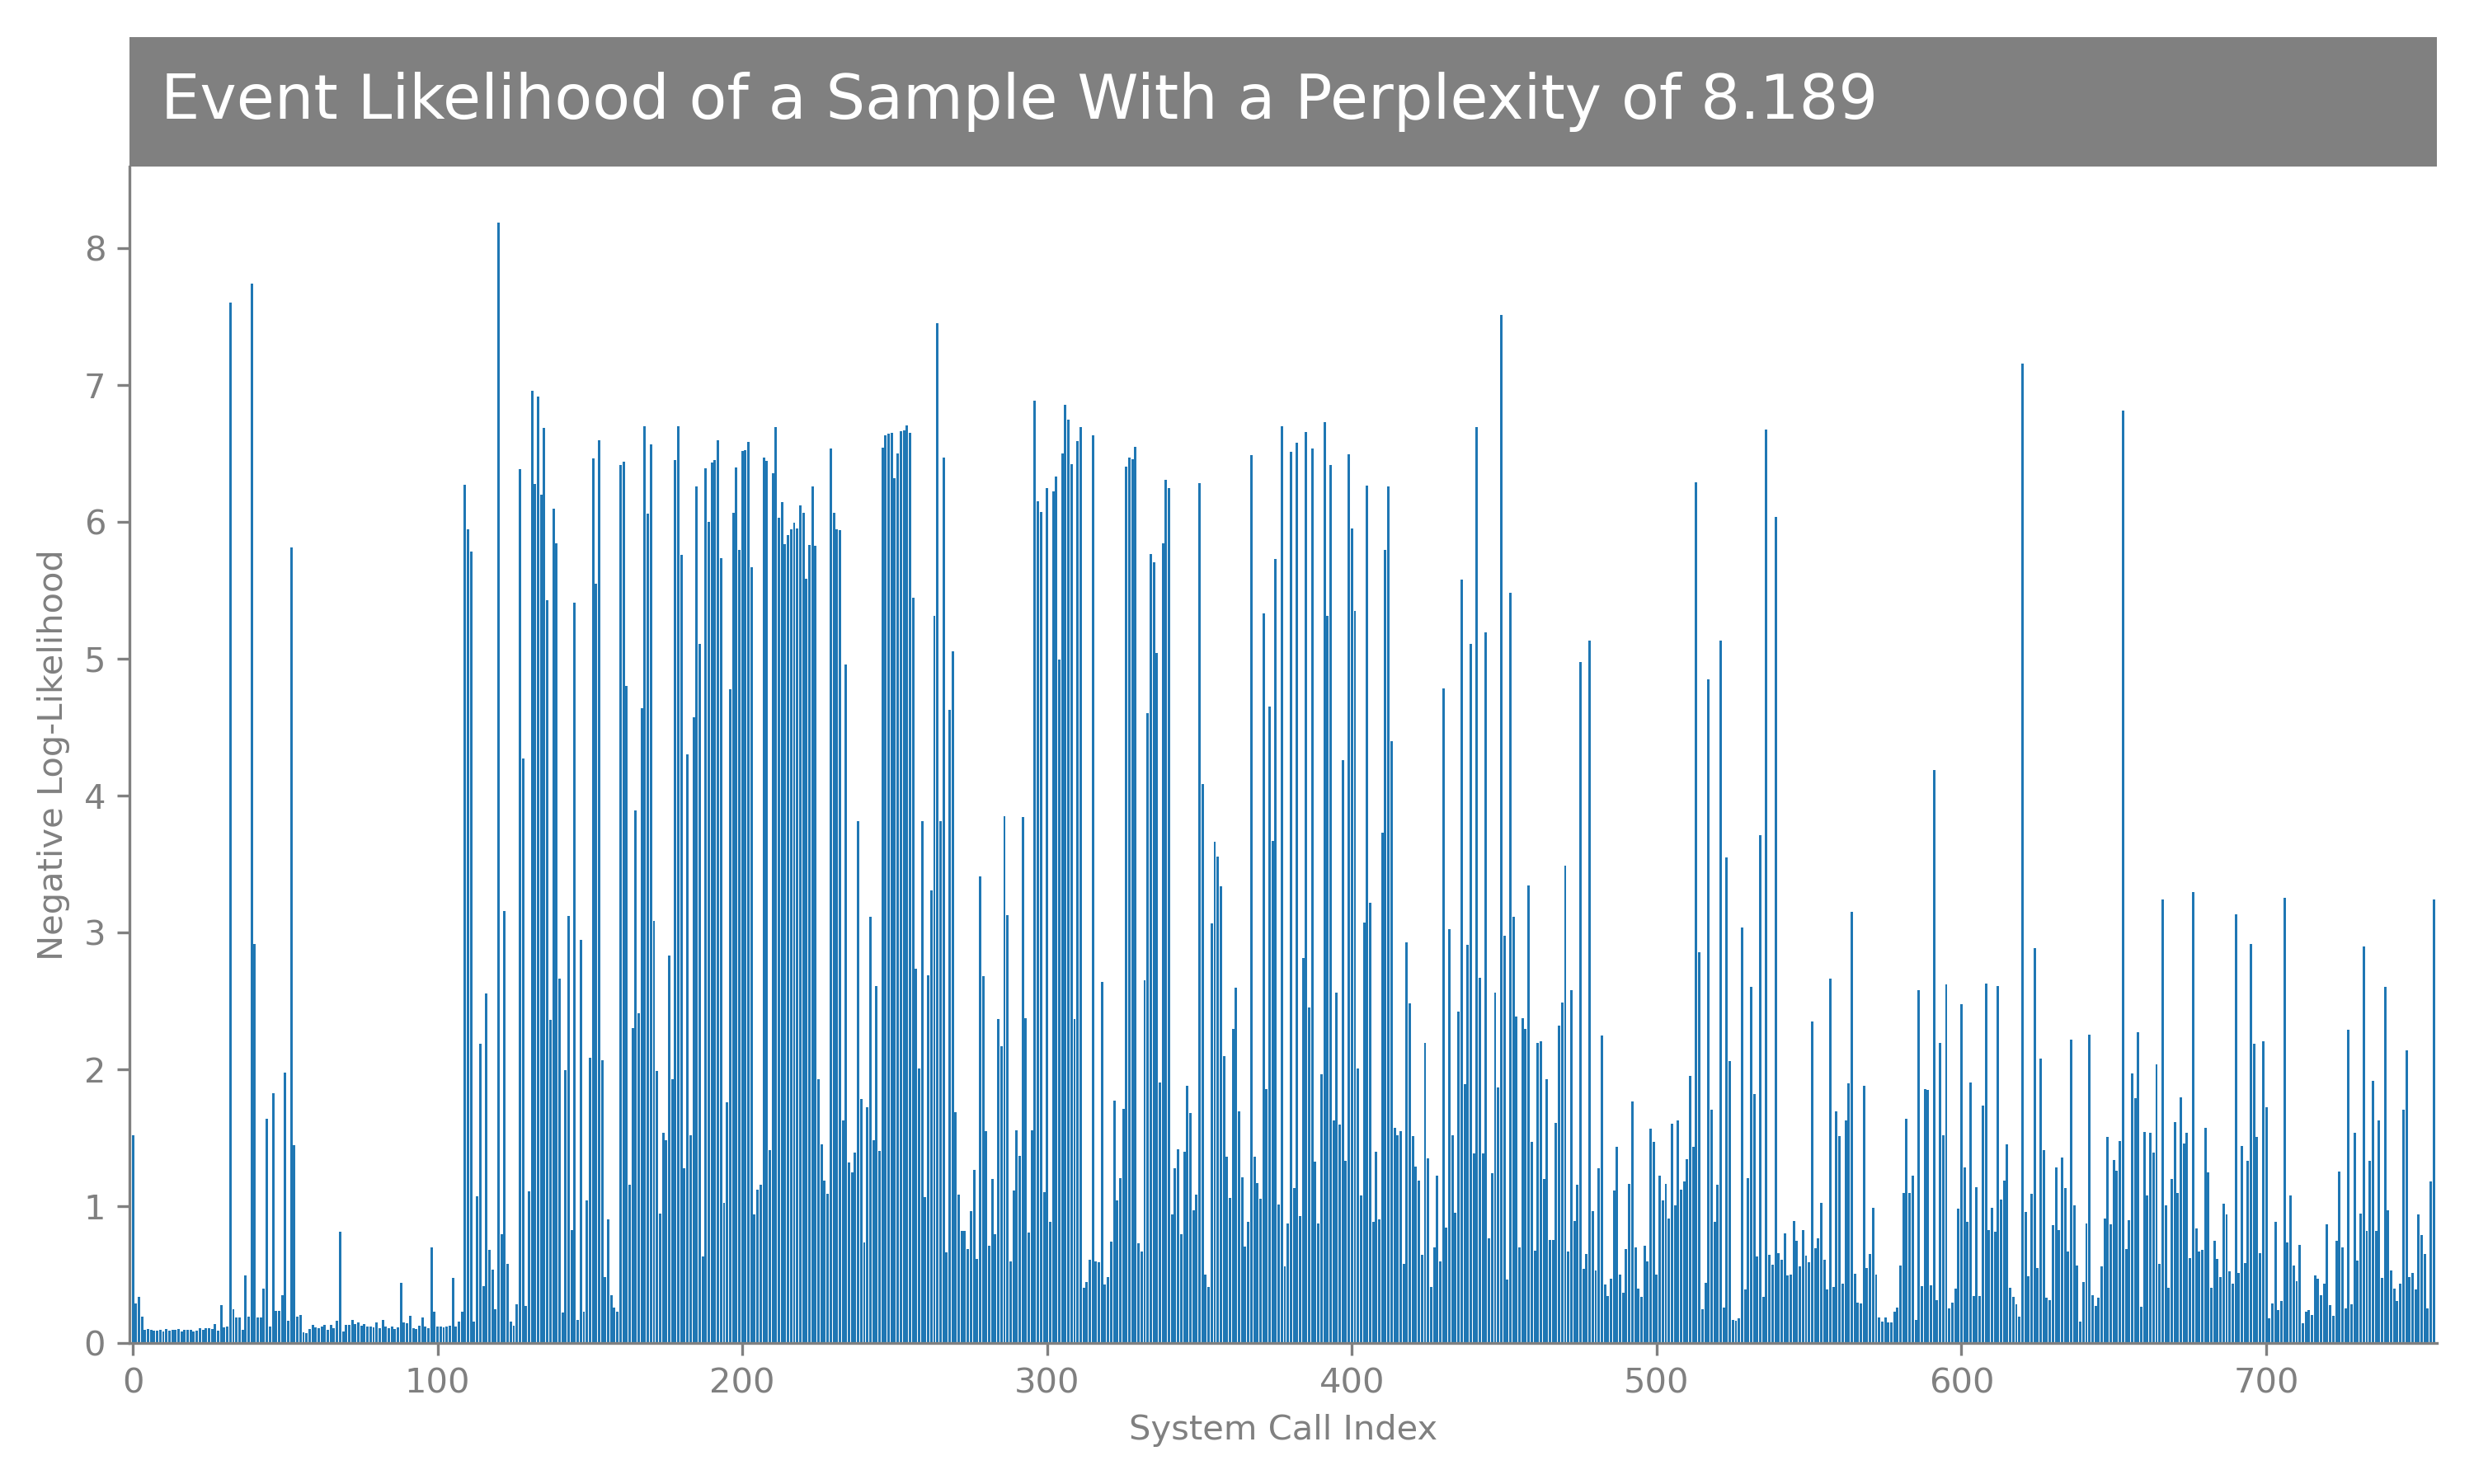 Event Likelihood of a Sample With a Perplexity of 8.189
8
7
6
5
4
3
2
1
0
Negative Log-Likelihood
0 100 200 300 400 500 600 700
System Call Index